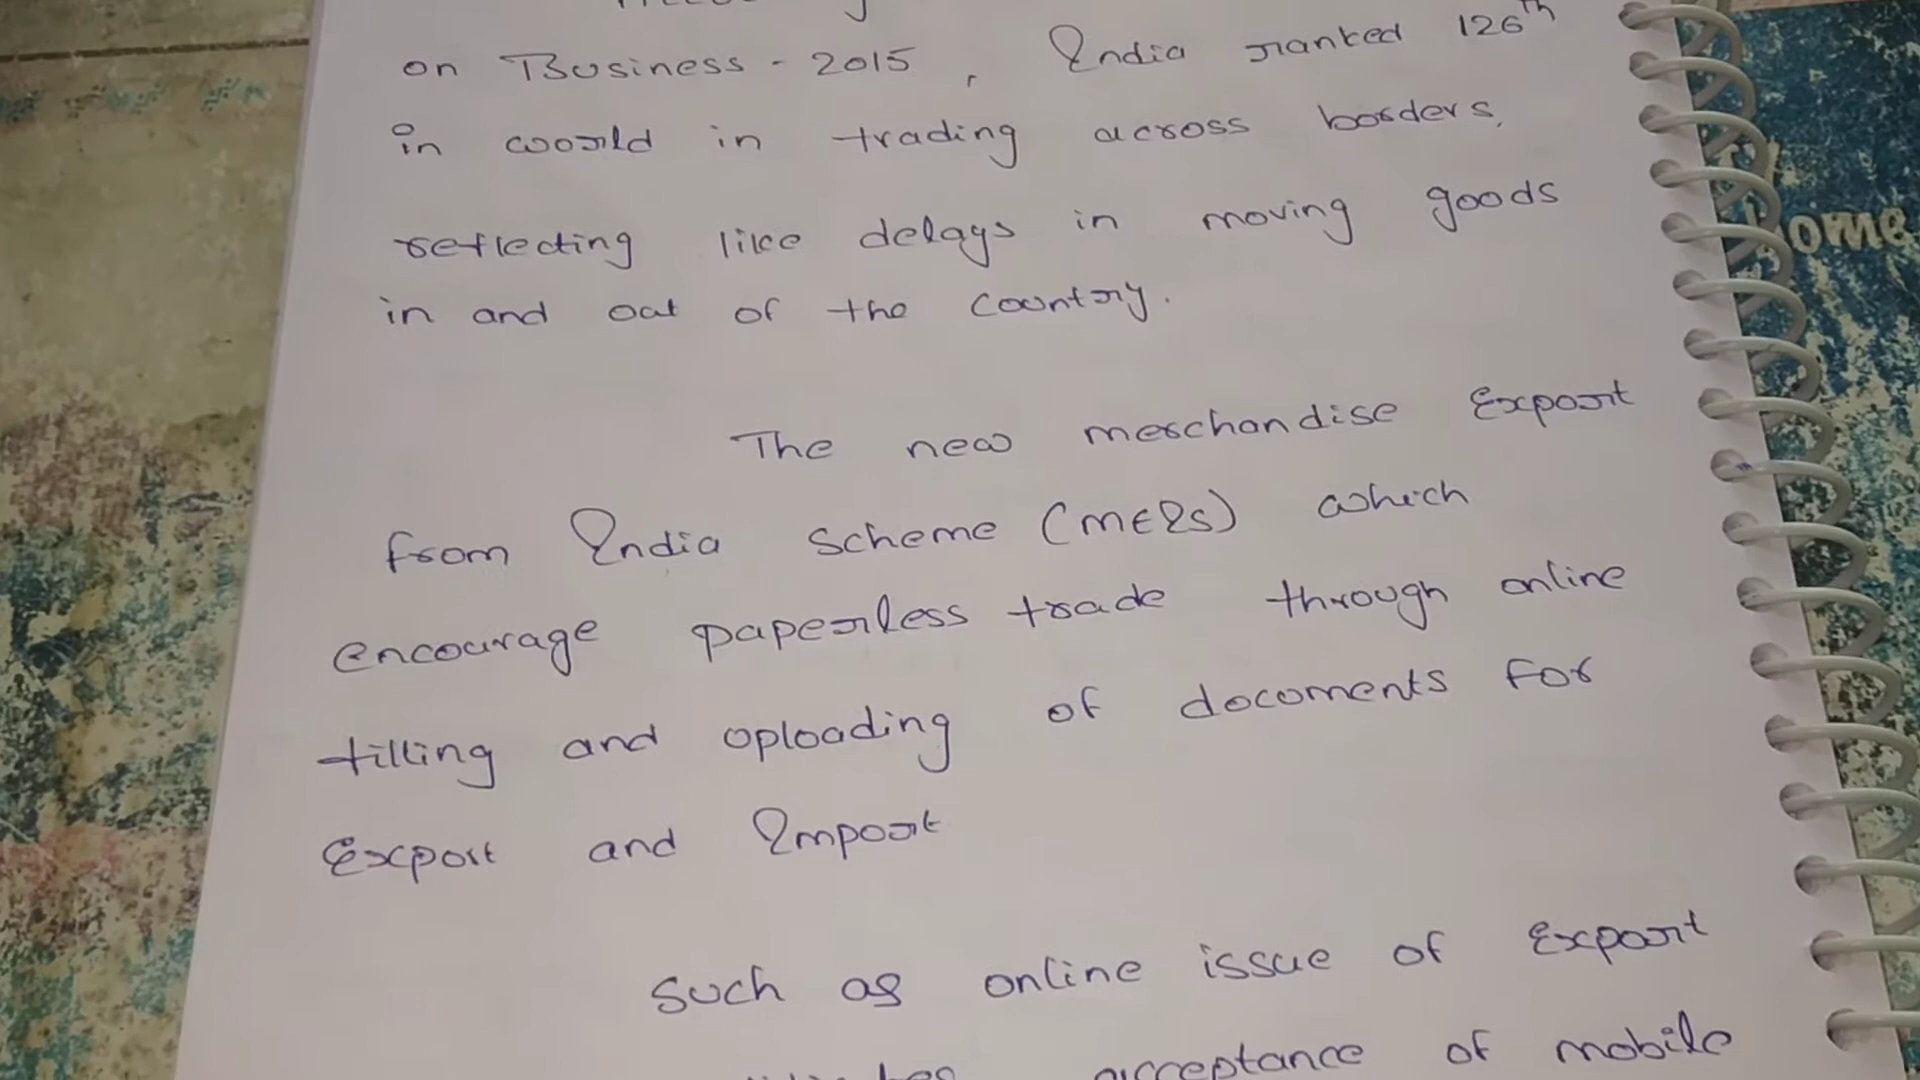 on Business - 2015, India ranked 126th
in world in trading across borders,
reflecting like delays in moving goods
in and out of the country.
The new merchandise Export
from India scheme (MEIS) which
encourage paperless trade through online
filling and uploading of documents for
Export and Import
Such as online issue of Export
acceptance of mobile
ome